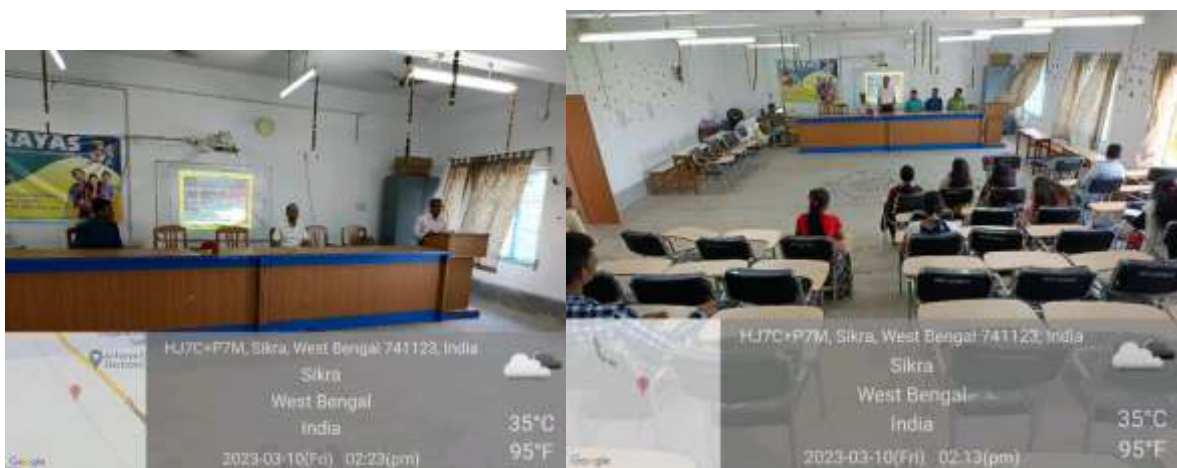 RAYAS
HJ7C+P7M, Sikra, West Bengal 741123, India
Sikra
West Bengal
India
35°C
95°F
2023-03-10(Fri) 02:23(pm)
Google
HJ7C+P7M, Sikra, West Bengal 741123, India
Sikra
West Bengal
India
35°C
95°F
2023-03-10(Fri) 02:13(pm)
Google